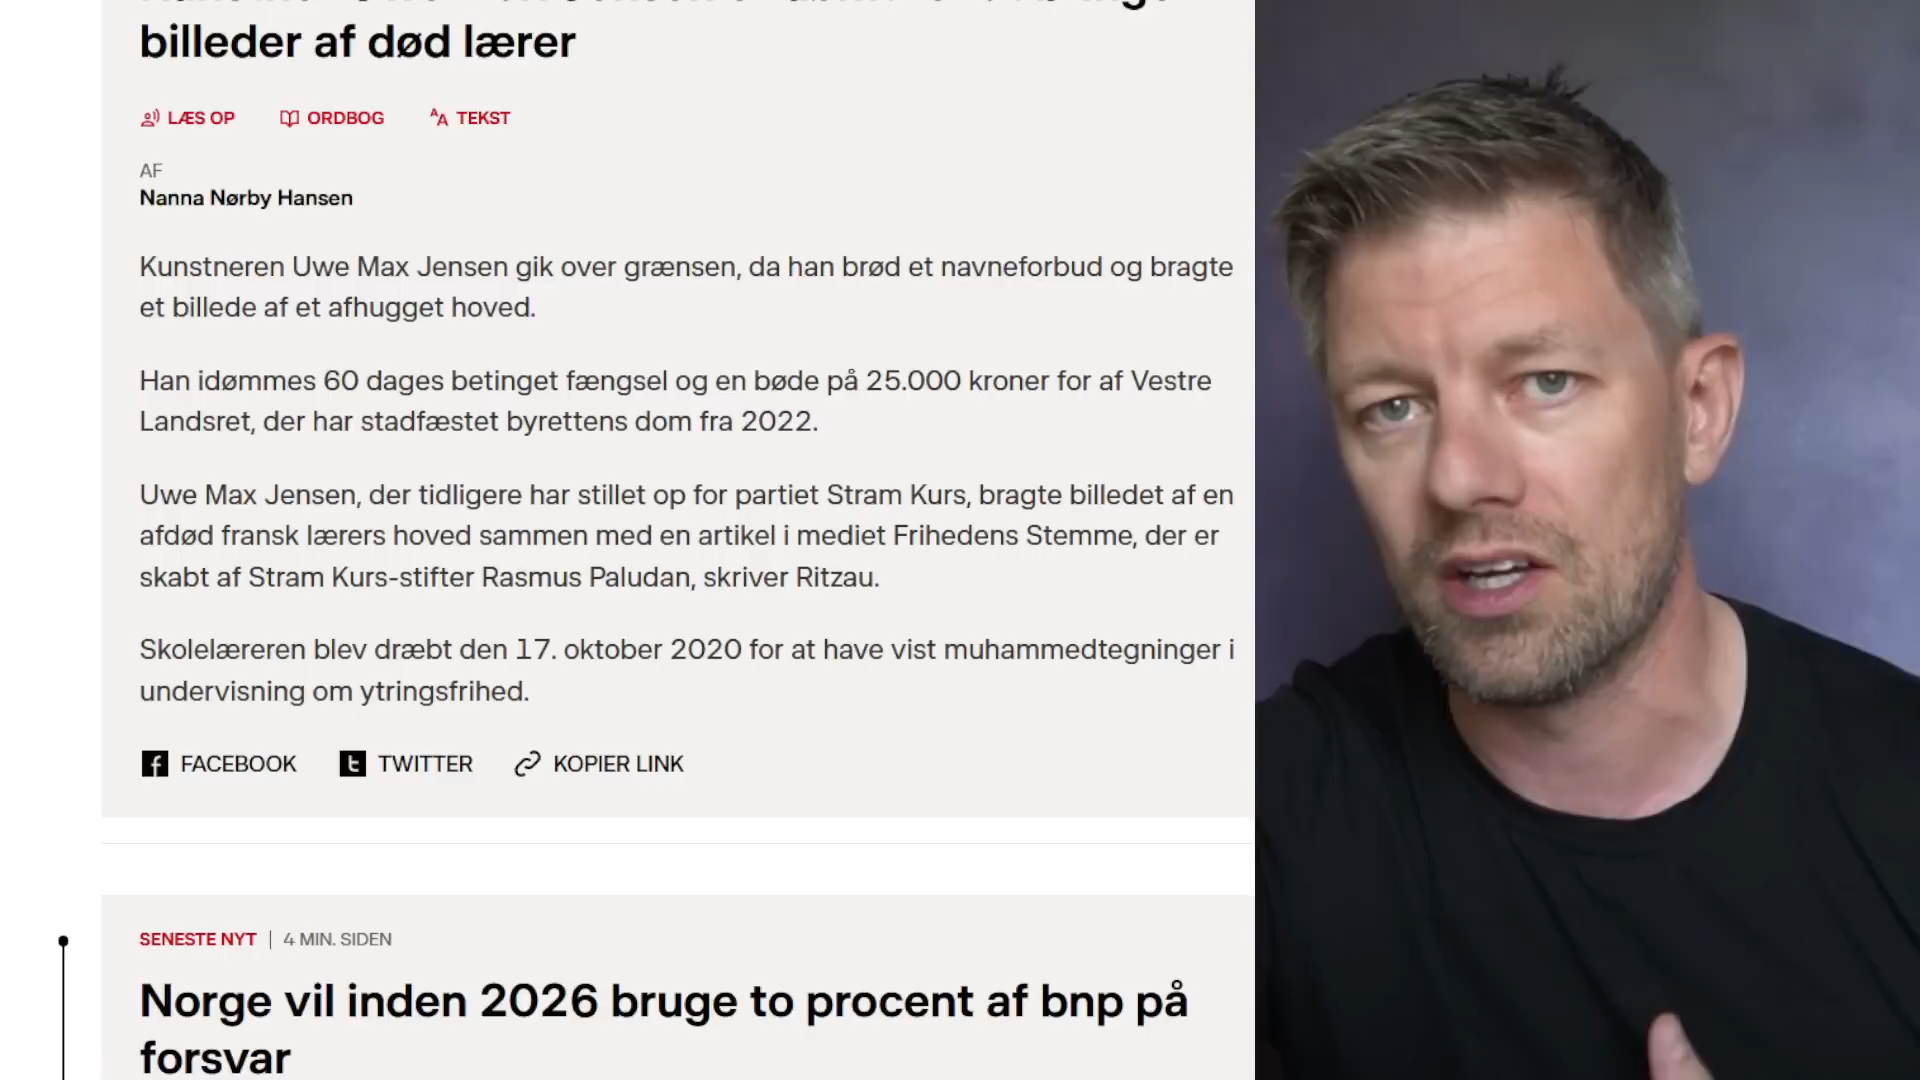 billeder af død lærer
LÆS OP ORDBOG TEKST
AF
Nanna Nørby Hansen
Kunstneren Uwe Max Jensen gik over grænsen, da han brød et navneforbud og bragte
et billede af et afhugget hoved.
Han idømmes 60 dages betinget fængsel og en bøde på 25.000 kroner for af Vestre
Landsret, der har stadfæstet byrettens dom fra 2022.
Uwe Max Jensen, der tidligere har stillet op for partiet Stram Kurs, bragte billedet af en
afdød fransk lærers hoved sammen med en artikel i mediet Frihedens Stemme, der er
skabt af Stram Kurs-stifter Rasmus Paludan, skriver Ritzau.
Skolelæreren blev dræbt den 17. oktober 2020 for at have vist muhammedtegninger i
undervisning om ytringsfrihed.
FACEBOOK TWITTER KOPIER LINK
SENESTE NYT | 4 MIN. SIDEN
Norge vil inden 2026 bruge to procent af bnp på
forsvar